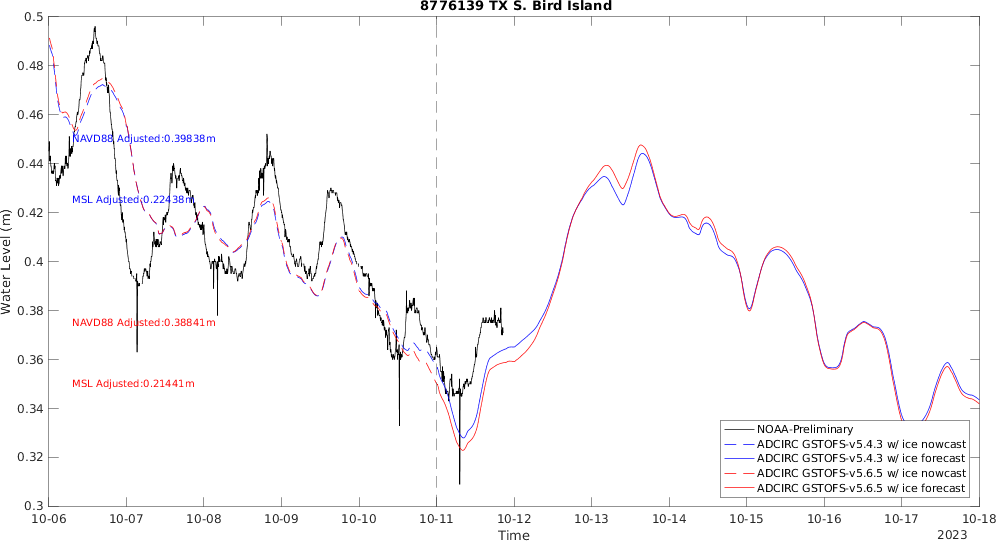 8776139 TX S. Bird Island
0.5
0.48
0.46
0.44
0.42
0.4
0.38
0.36
0.34
0.32
0.3
Water Level (m)
NAVD88 Adjusted:0.39838m
MSL Adjusted:0.22438m
NAVD88 Adjusted:0.38841m
MSL Adjusted:0.21441m
NOAA-Preliminary
ADCIRC GSTOFS-v5.4.3 w/ ice nowcast
ADCIRC GSTOFS-v5.4.3 w/ ice forecast
ADCIRC GSTOFS-v5.6.5 w/ ice nowcast
ADCIRC GSTOFS-v5.6.5 w/ ice forecast
10-06 10-07 10-08 10-09 10-10 10-11 10-12 10-13 10-14 10-15 10-16 10-17 10-18
Time
2023